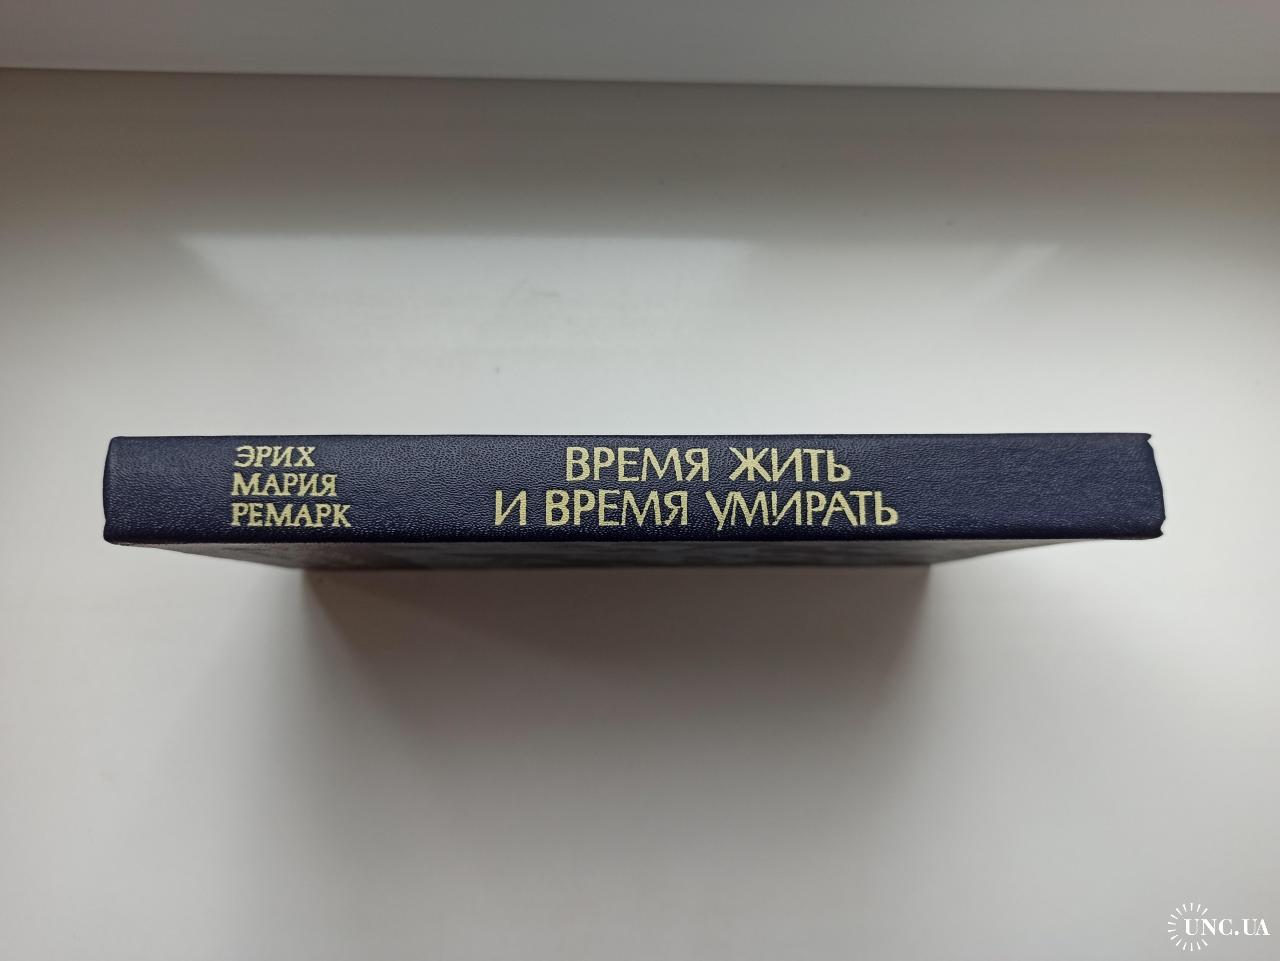 ЭРИХ
МАРИЯ
РЕМАРК
ВРЕМЯ ЖИТЬ
И ВРЕМЯ УМИРАТЬ
UNC.UA